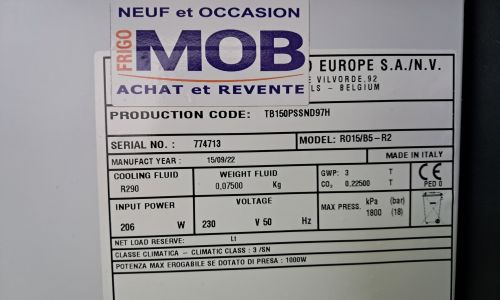 NEUF et OCCASION
FRIGO
MOB
ACHAT et REVENTE
EUROPE S.A./N.V.
VILVORDE.92
BELGIUM
PRODUCTION CODE: TB150PSSND97H
SERIAL NO. : 774713
MODEL: RO15/B5-R2
MANUFACT YEAR : 15/09/22
MADE IN ITALY
COOLING FLUID
R290
WEIGHT FLUID
0,07500 Kg
GWP: 3 T
CO₂ 0,22500 T
CE
PED 0
INPUT POWER
206 W
VOLTAGE
230 V 50 Hz
MAX PRESS. kPa (bar)
1800 (18)
NET LOAD RESERVE: LI
CLASSE CLIMATICA - CLIMATIC CLASS : 3 /SN
POTENZA MAX EROGABILE SE DOTATO DI PRESA : 1000W